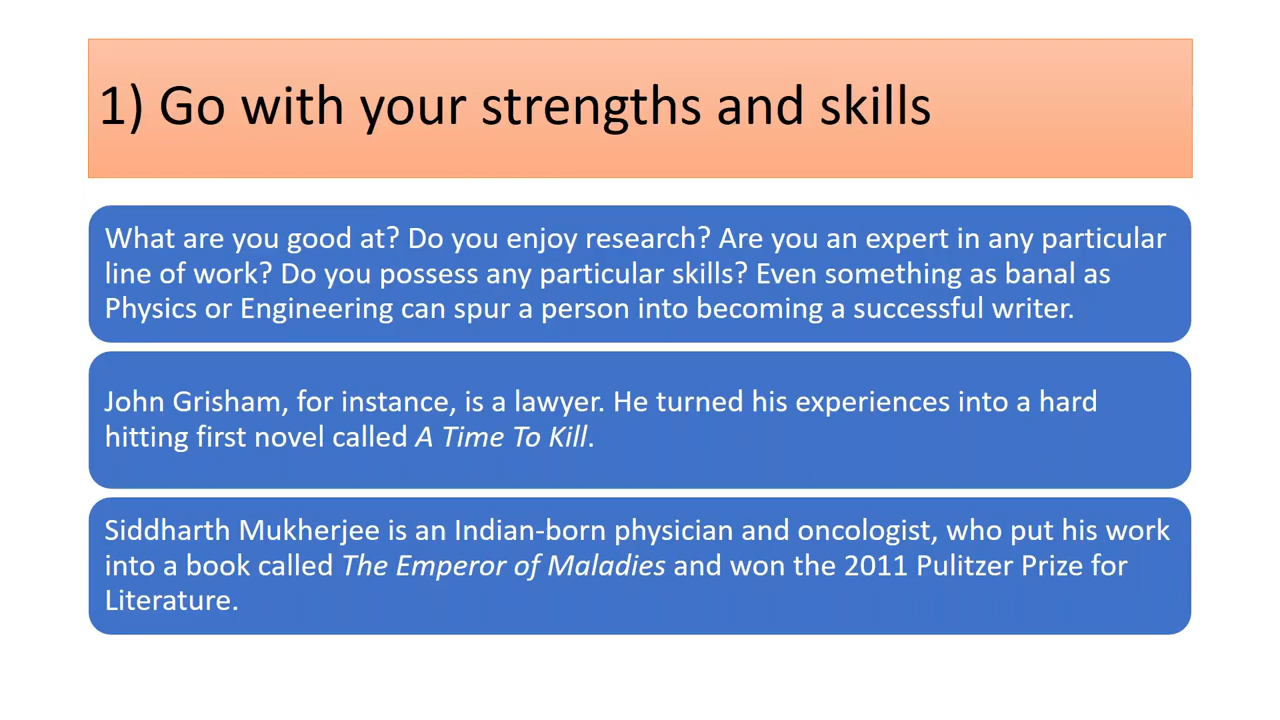 1) Go with your strengths and skills
What are you good at? Do you enjoy research? Are you an expert in any particular
line of work? Do you possess any particular skills? Even something as banal as
Physics or Engineering can spur a person into becoming a successful writer.
John Grisham, for instance, is a lawyer. He turned his experiences into a hard
hitting first novel called A Time To Kill.
Siddharth Mukherjee is an Indian-born physician and oncologist, who put his work
into a book called The Emperor of Maladies and won the 2011 Pulitzer Prize for
Literature.